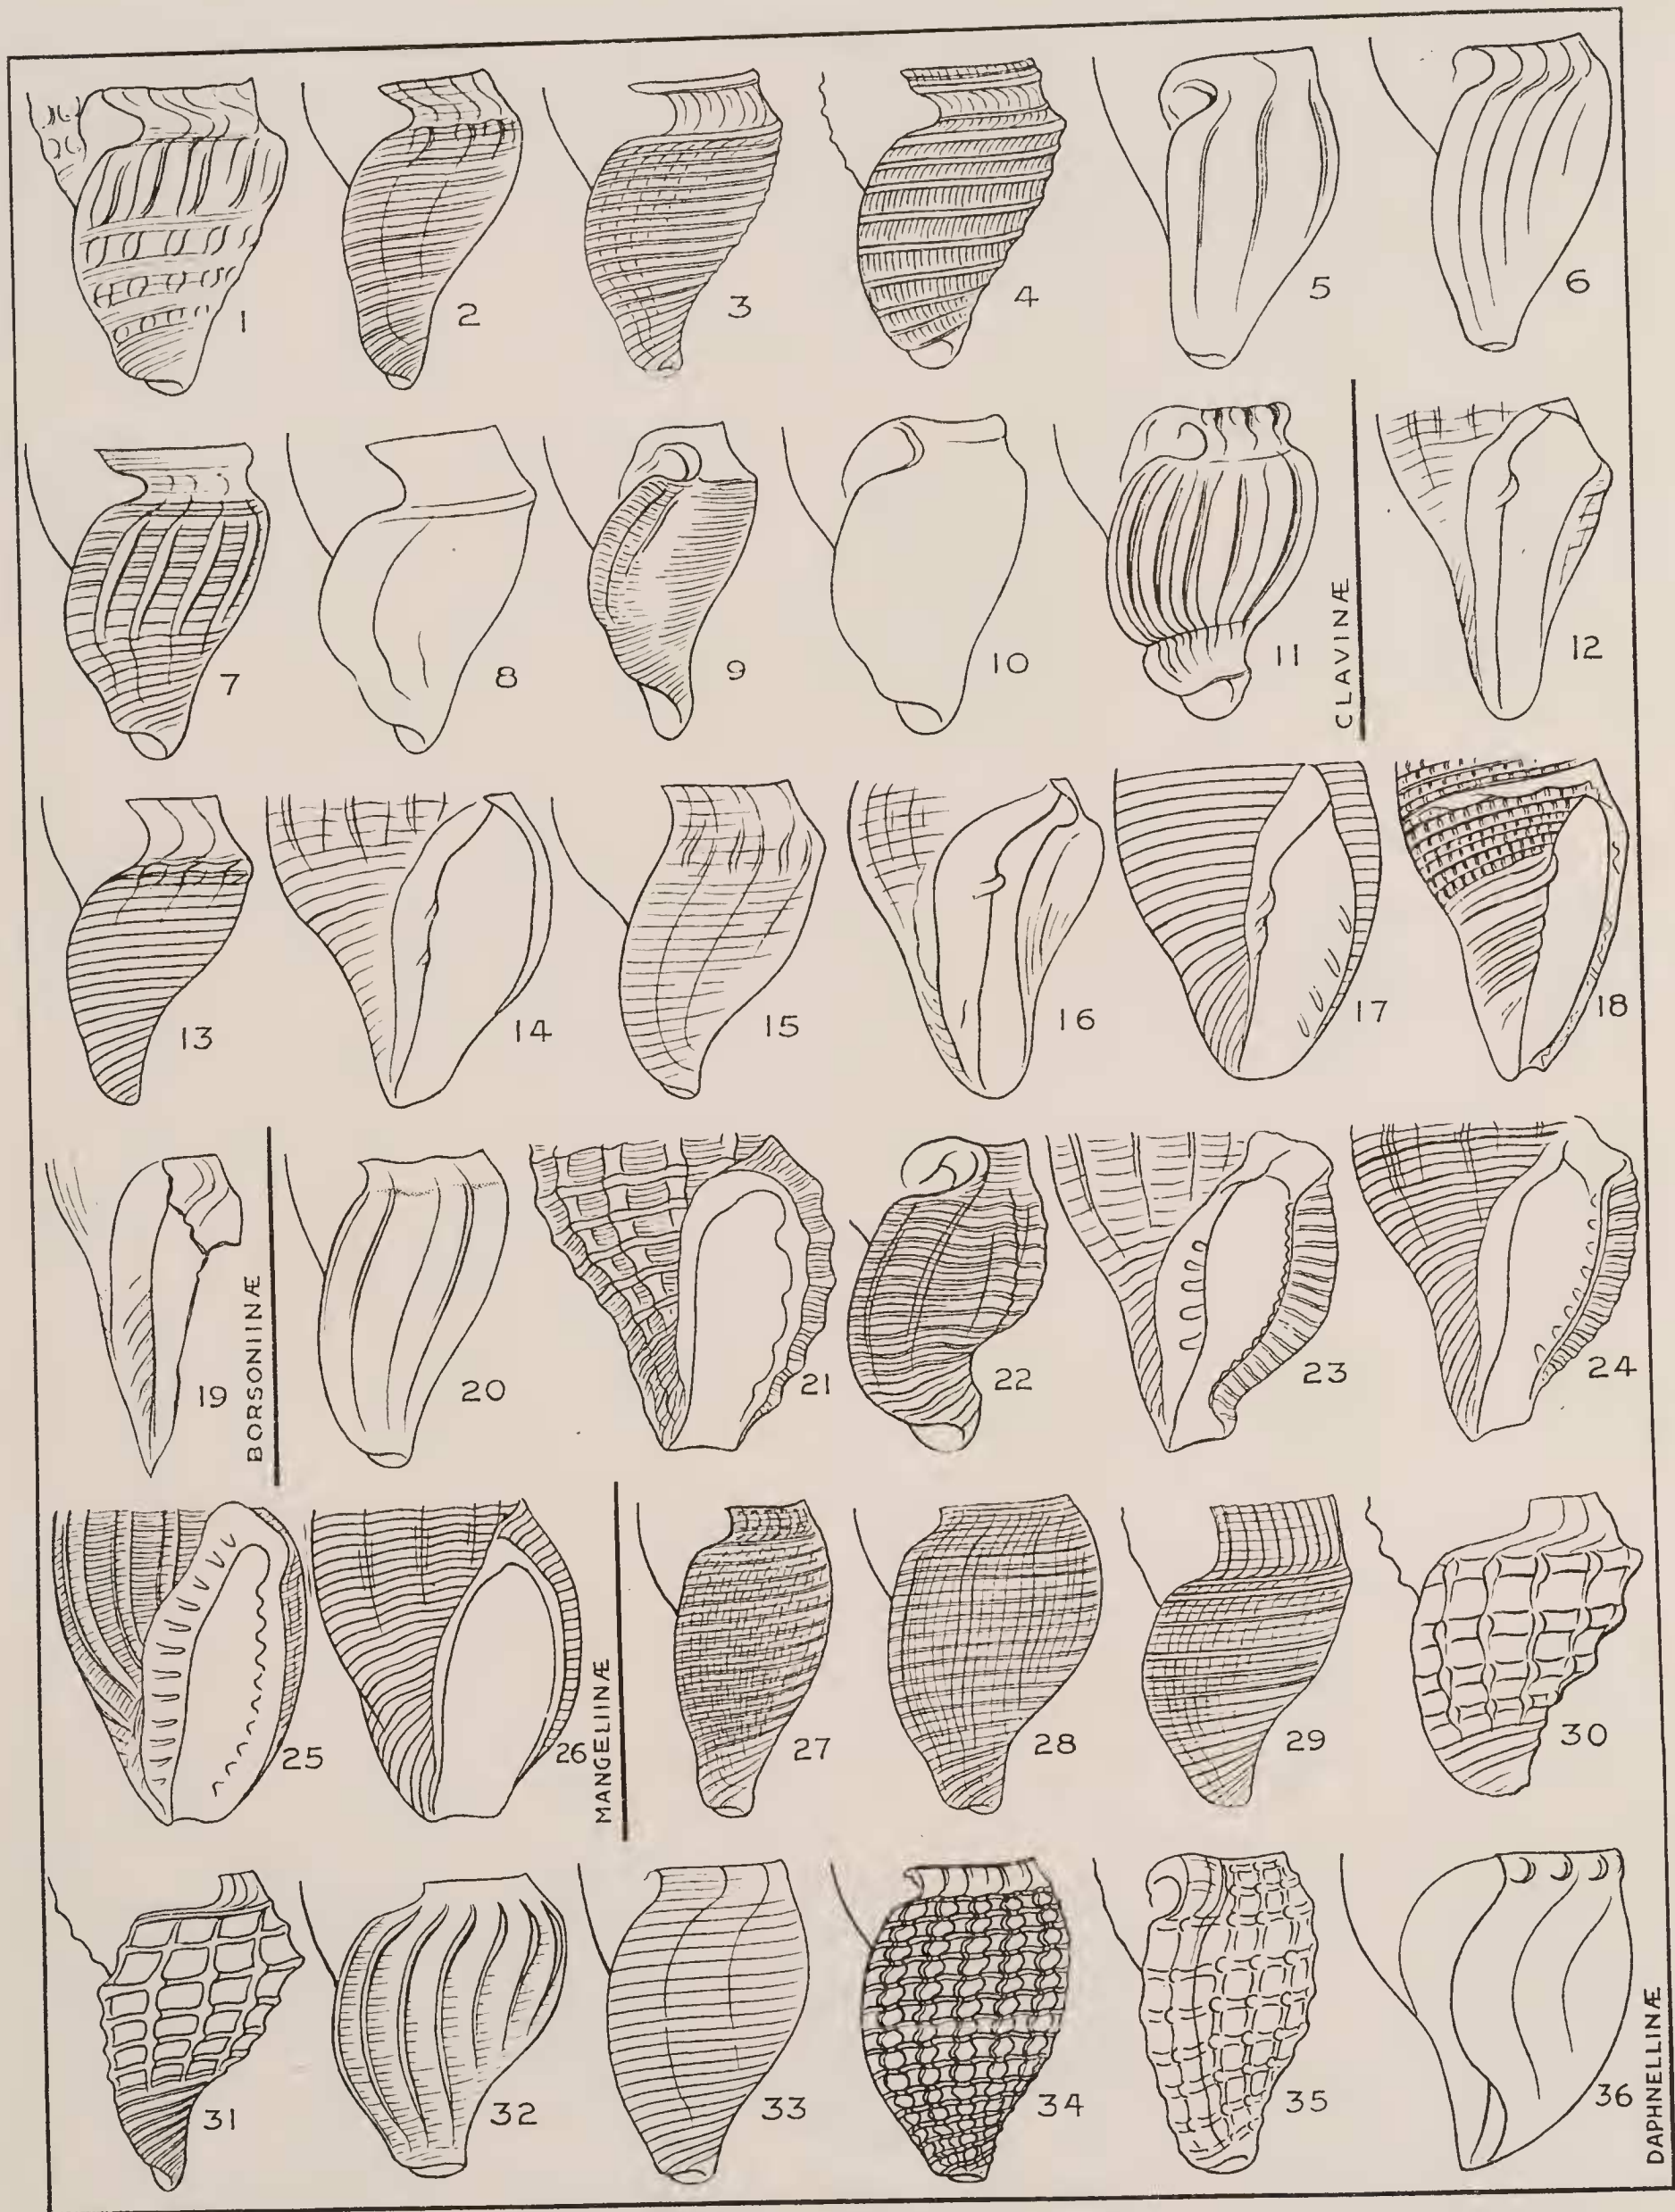 1 2 3 4 5 6
7 8 9 10 11 CLAVINÆ 12
13 14 15 16 17 18
19 BORSONIINÆ 20 21 22 23 24
25 26 MANGELIINÆ 27 28 29 30
31 32 33 34 35 36 DAPHNELLINÆ